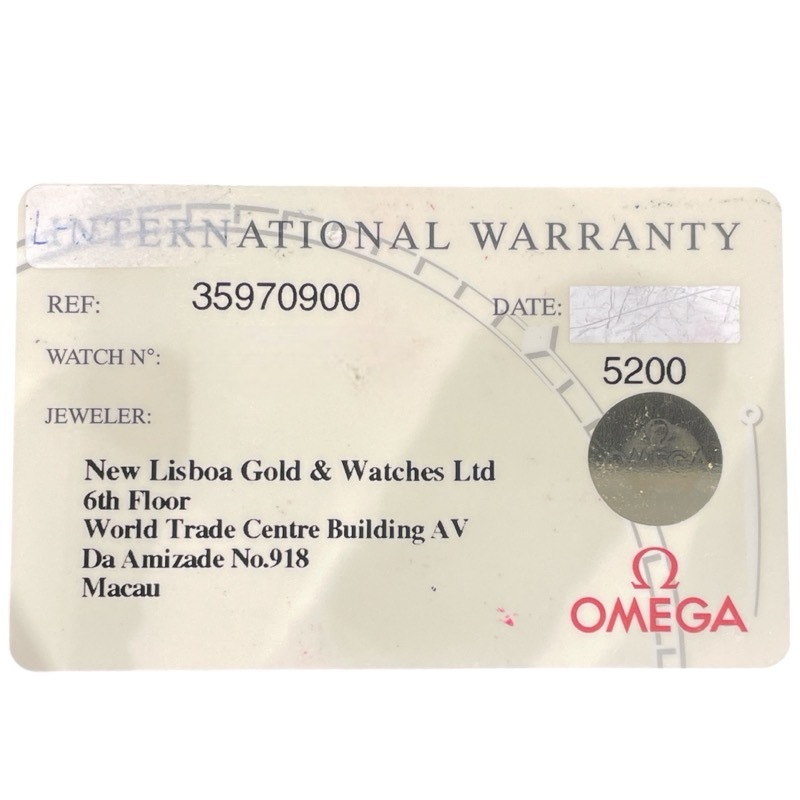 INTERNATIONAL WARRANTY
REF: 35970900 DATE:
WATCH N°:
5200
JEWELER:
New Lisboa Gold & Watches Ltd
6th Floor
World Trade Centre Building AV
Da Amizade No.918
Macau
Ω
OMEGA
Ω
OMEGA